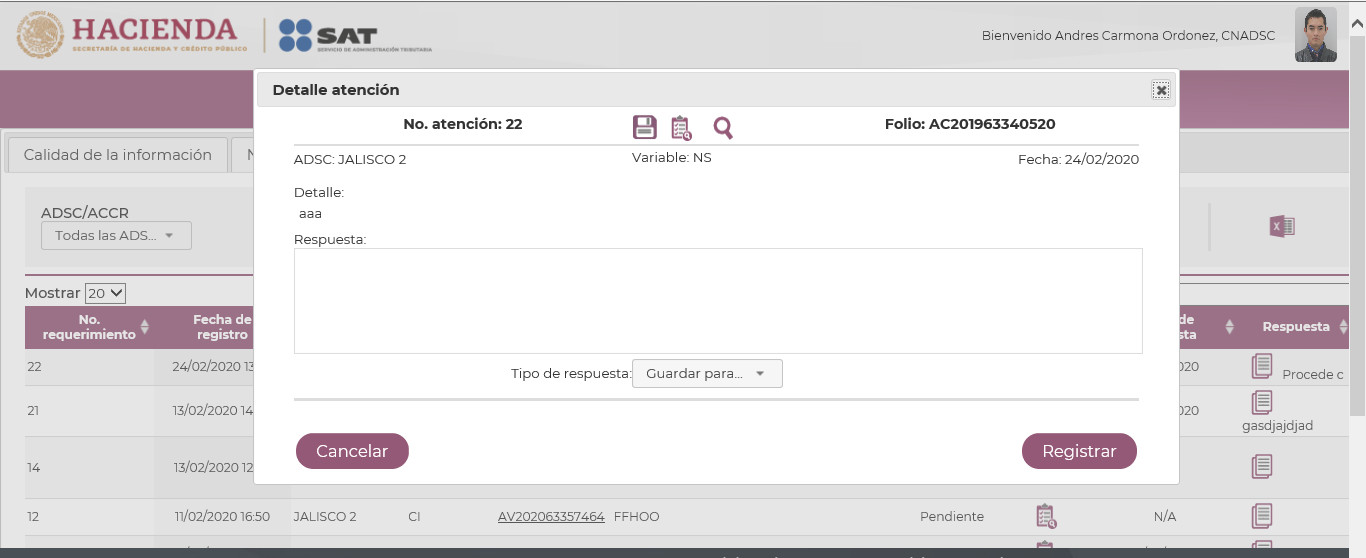 HACIENDA
SECRETARÍA DE HACIENDA Y CRÉDITO PÚBLICO
SAT
SERVICIO DE ADMINISTRACIÓN TRIBUTARIA
Bienvenido Andres Carmona Ordonez, CNADSC
Detalle atención
No. atención: 22
Folio: AC201963340520
ADSC: JALISCO 2
Variable: NS
Fecha: 24/02/2020
Detalle:
aaa
Respuesta:
Tipo de respuesta:
Guardar para...
Cancelar
Registrar
Calidad de la información
N
ADSC/ACCR
Todas las ADS...
Mostrar 20
No. requerimiento
Fecha de registro
de
sta
Respuesta
22
24/02/2020 13
020
Procede c
21
13/02/2020 14
020
gasdjajdjad
14
13/02/2020 12
12
11/02/2020 16:50
JALISCO 2
CI
AV202063357464
FFHOO
Pendiente
N/A